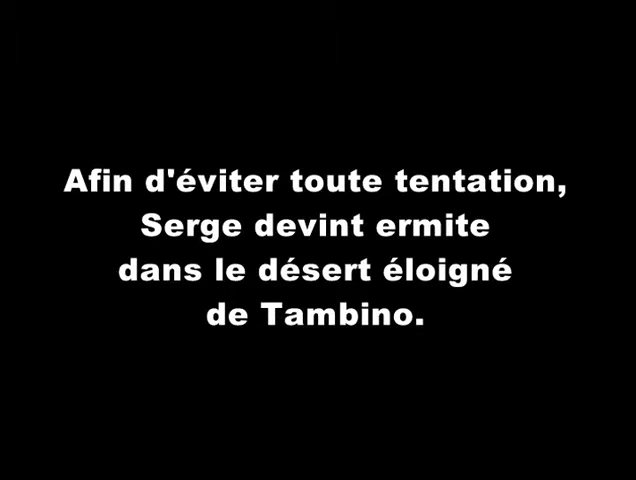 Afin d'éviter toute tentation,
Serge devint ermite
dans le désert éloigné
de Tambino.